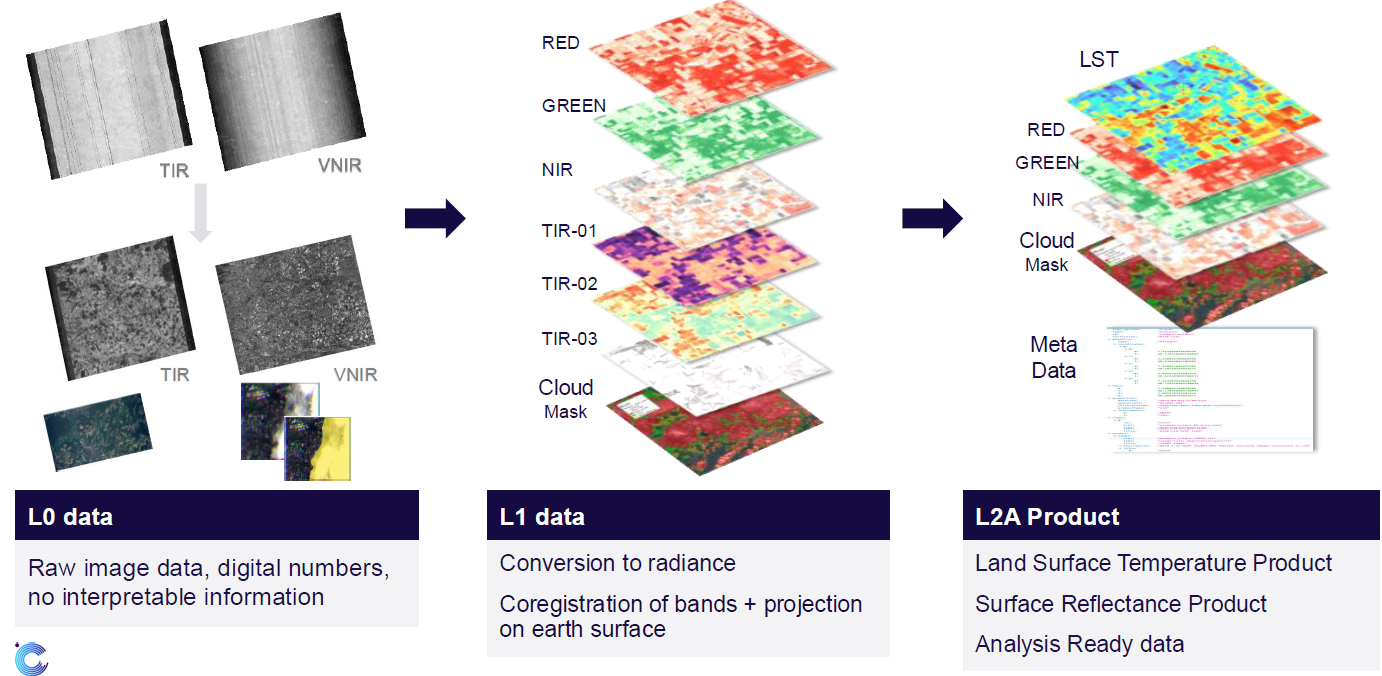 TIR
VNIR
TIR
VNIR
RED
GREEN
NIR
TIR-01
TIR-02
TIR-03
Cloud
Mask
LST
RED
GREEN
NIR
Cloud
Mask
Meta
Data
L0 data
Raw image data, digital numbers,
no interpretable information
L1 data
Conversion to radiance
Coregistration of bands + projection
on earth surface
L2A Product
Land Surface Temperature Product
Surface Reflectance Product
Analysis Ready data